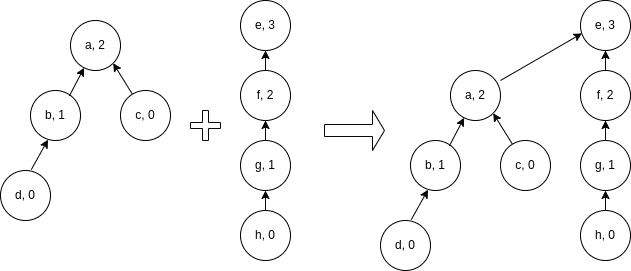 a, 2
b, 1
c, 0
d, 0
e, 3
f, 2
g, 1
h, 0
e, 3
a, 2
f, 2
b, 1
c, 0
g, 1
d, 0
h, 0